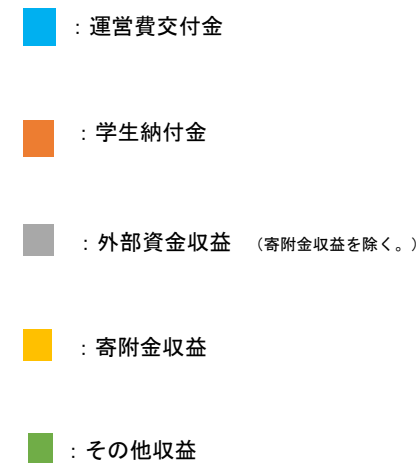 ：運営費交付金
：学生納付金
：外部資金収益 （寄附金収益を除く。）
：寄附金収益
：その他収益